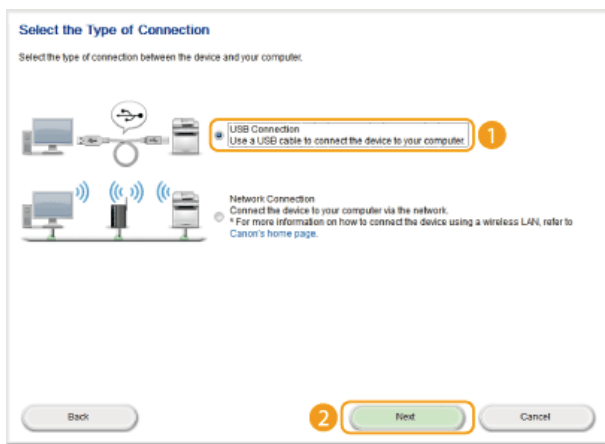 Select the Type of Connection
Select the type of connection between the device and your computer.
USB Connection
Use a USB cable to connect the device to your computer.
1
Network Connection
Connect the device to your computer via the network.
* For more information on how to connect the device using a wireless LAN, refer to
Canon's home page.
Back
2
Next
Cancel